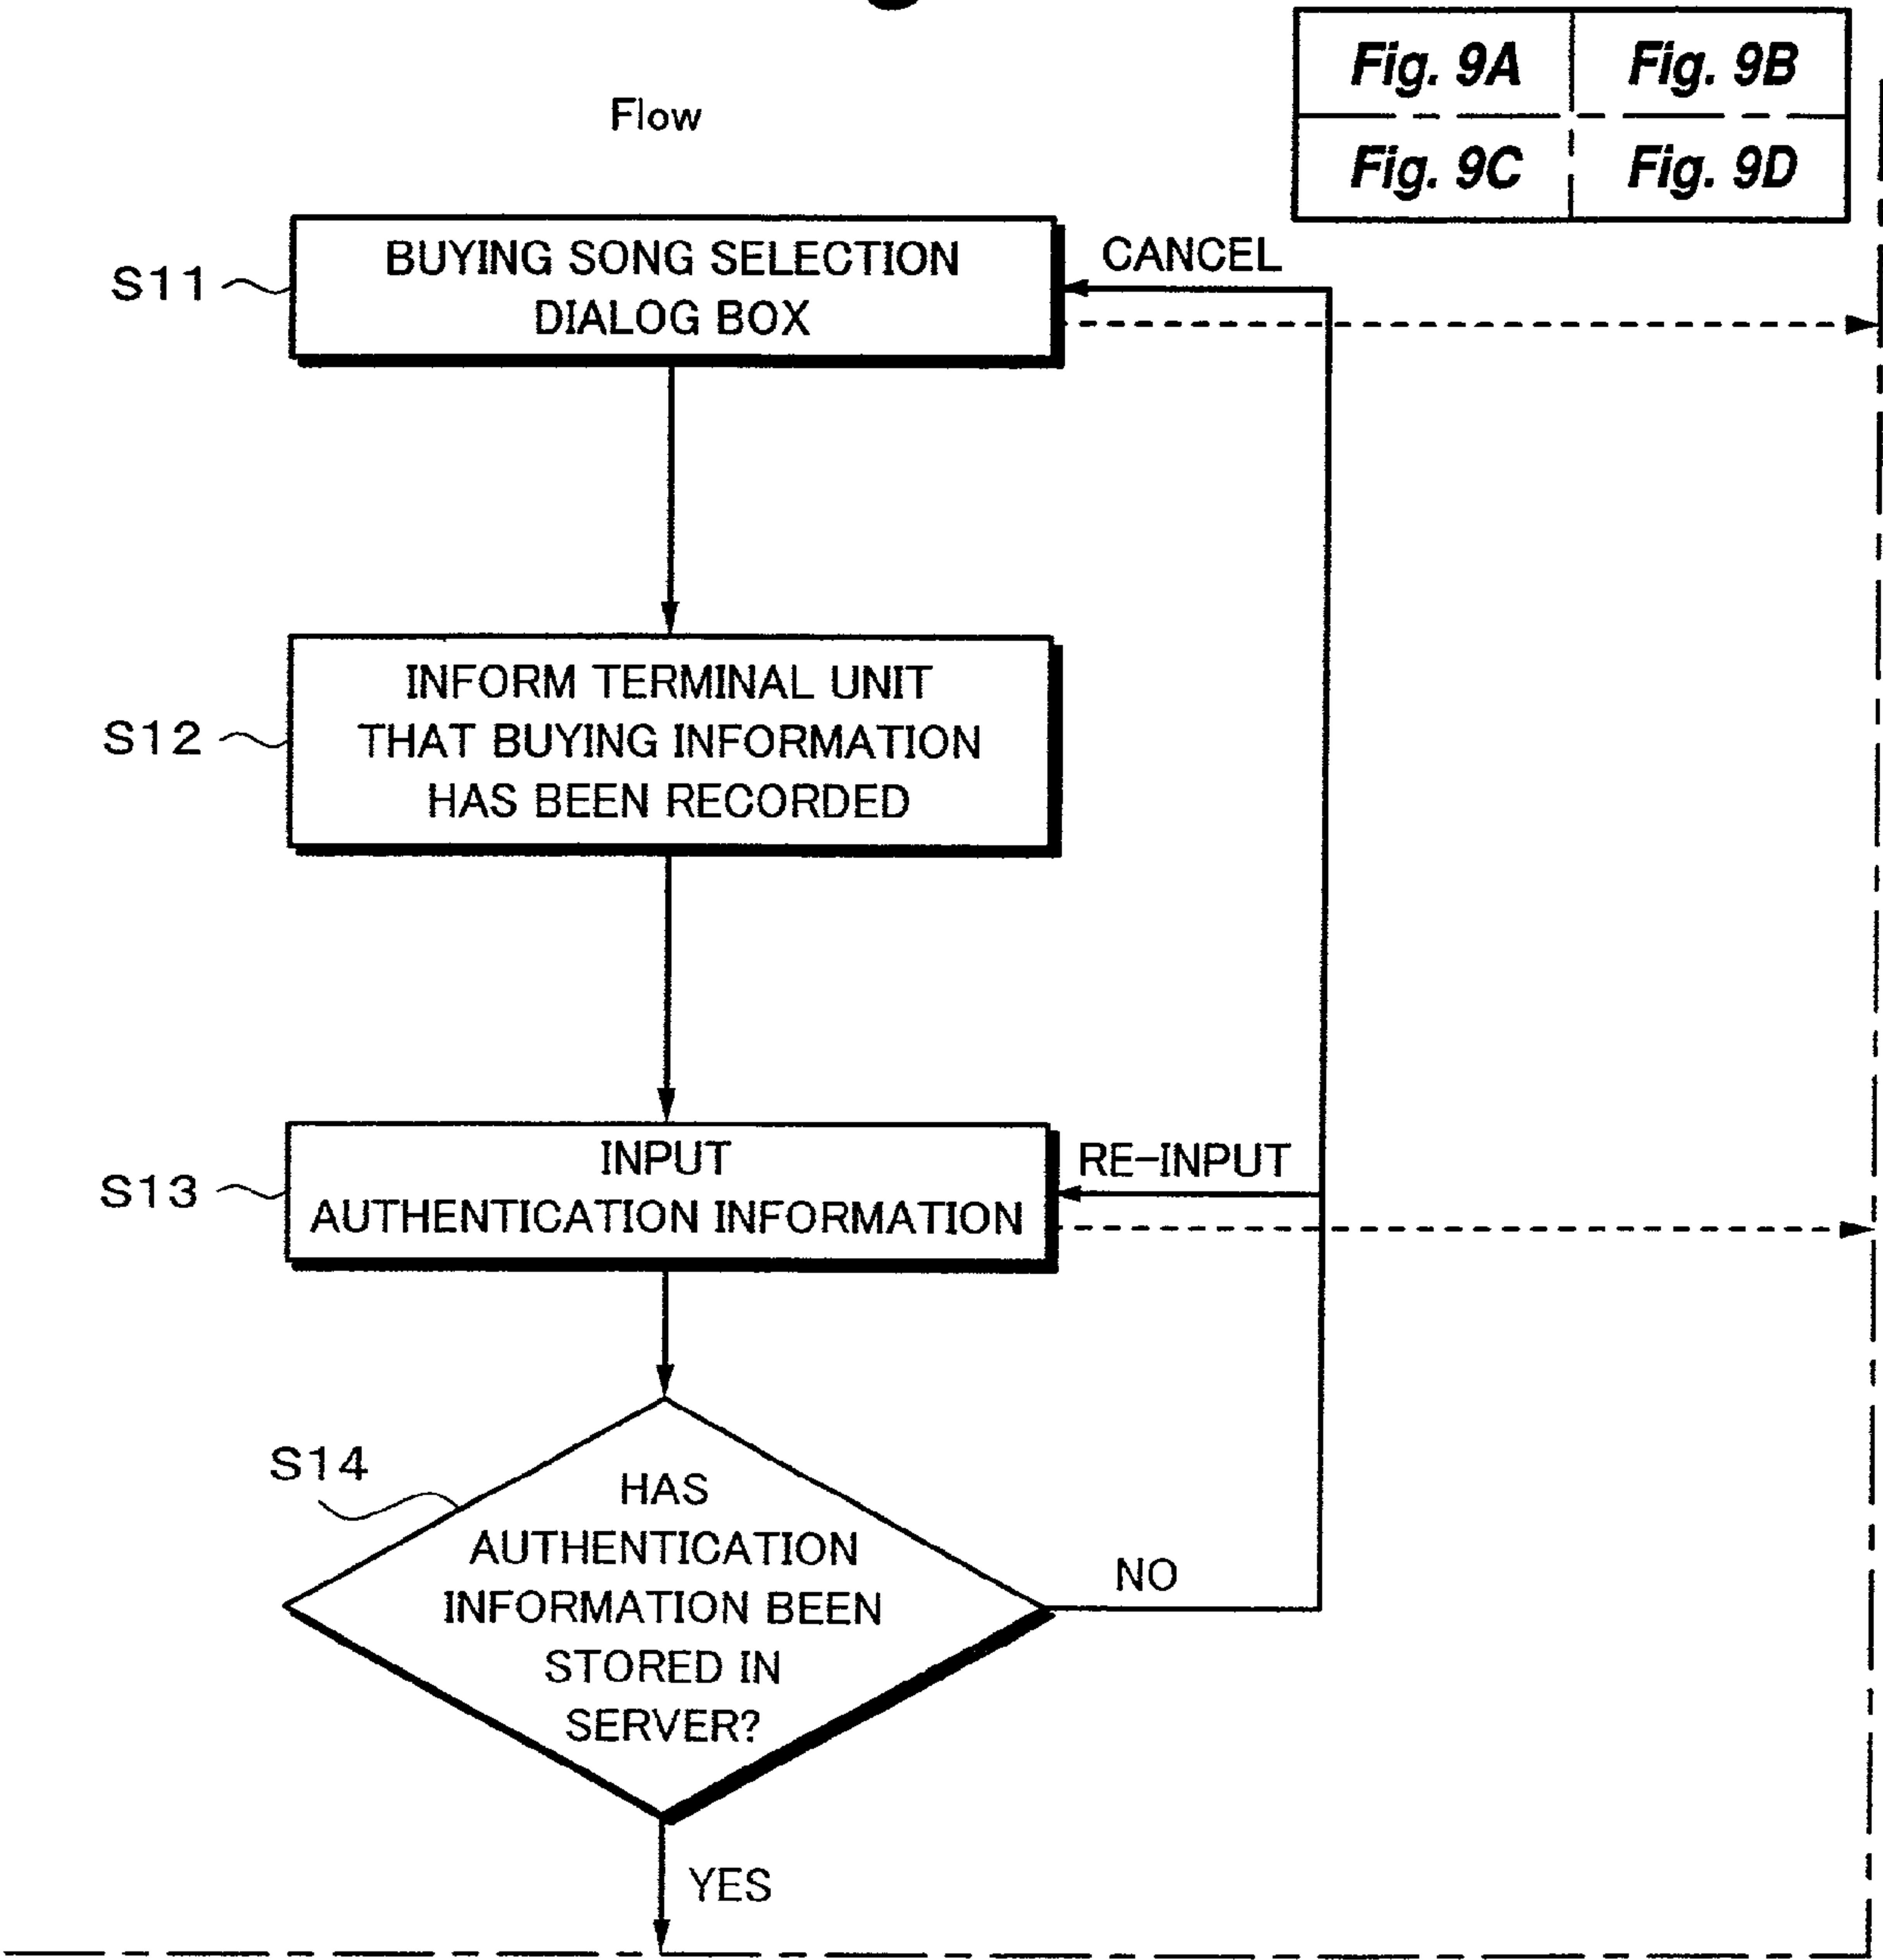 Fig. 9A Fig. 9B
Fig. 9C Fig. 9D
Flow
S11
BUYING SONG SELECTION
DIALOG BOX
CANCEL
S12
INFORM TERMINAL UNIT
THAT BUYING INFORMATION
HAS BEEN RECORDED
S13
INPUT
AUTHENTICATION INFORMATION
RE-INPUT
S14
HAS
AUTHENTICATION
INFORMATION BEEN
STORED IN
SERVER?
NO
YES